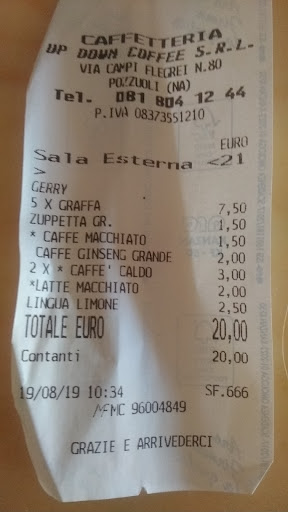 CAFFETTERIA
UP DOWN COFFEE S.R.L.
VIA CAMPI FLEGREI N.80
POZZUOLI (NA)
Tel. 081 804 12 44
P.IVA 08373551210
EURO
Sala Esterna <21
>
GERRY
5 X GRAFFA 7,50
ZUPPETTA GR. 1,50
* CAFFE MACCHIATO 1,50
CAFFE GINSENG GRANDE 2,00
2 X * CAFFE' CALDO 3,00
*LATTE MACCHIATO 2,00
LINGUA LIMONE 2,50
TOTALE EURO 20,00
Contanti 20,00
19/08/19 10:34 SF.666
MFMC 96004849
GRAZIE E ARRIVEDERCI